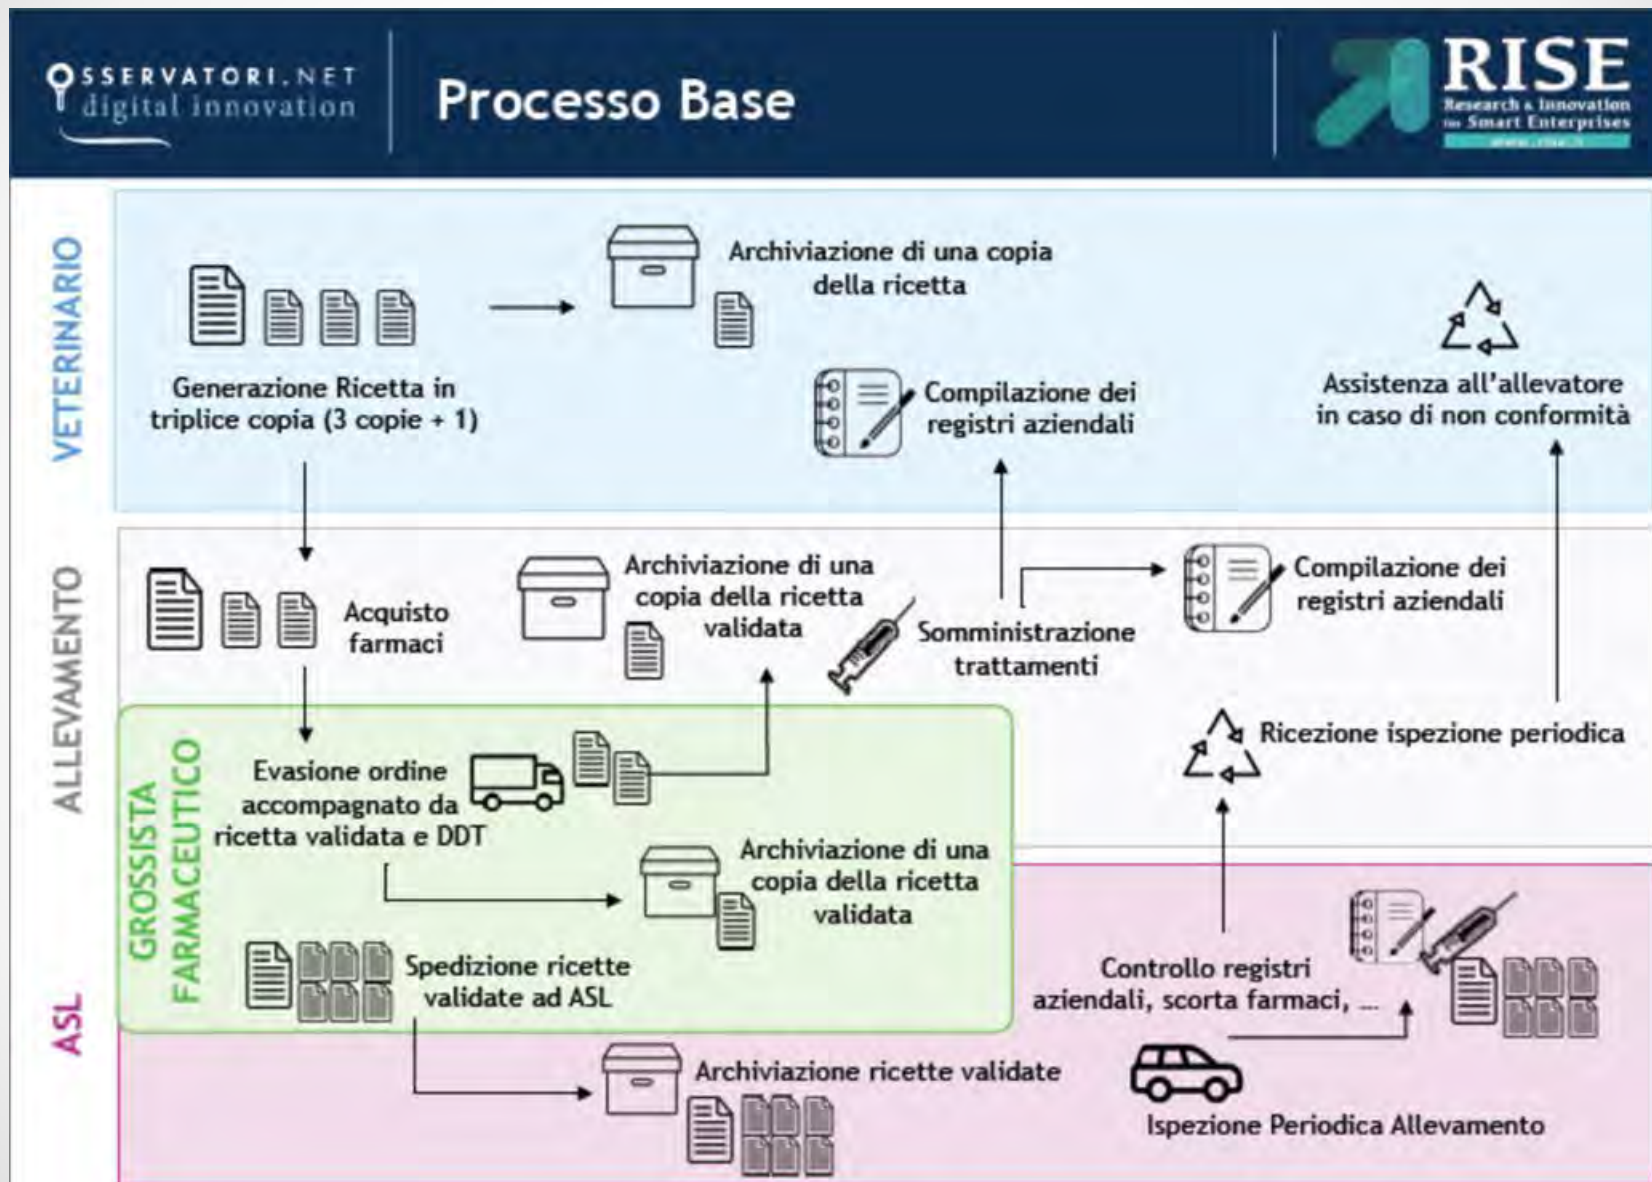 OSSERVATORI.NET
digital innovation
Processo Base
RISE
Research & Innovation
for Smart Enterprises
VETERINARIO
Archiviazione di una copia
della ricetta
Generazione Ricetta in
triplice copia (3 copie + 1)
Compilazione dei
registri aziendali
Assistenza all'allevatore
in caso di non conformità
ALLEVAMENTO
Acquisto
farmaci
Archiviazione di una
copia della ricetta
validata
Somministrazione
trattamenti
Compilazione dei
registri aziendali
Ricezione ispezione periodica
GROSSISTA
FARMACEUTICO
Evasione ordine
accompagnato da
ricetta validata e DDT
Archiviazione di una
copia della ricetta
validata
Spedizione ricette
validate ad ASL
ASL
Controllo registri
aziendali, scorta farmaci, ...
Archiviazione ricette validate
Ispezione Periodica Allevamento